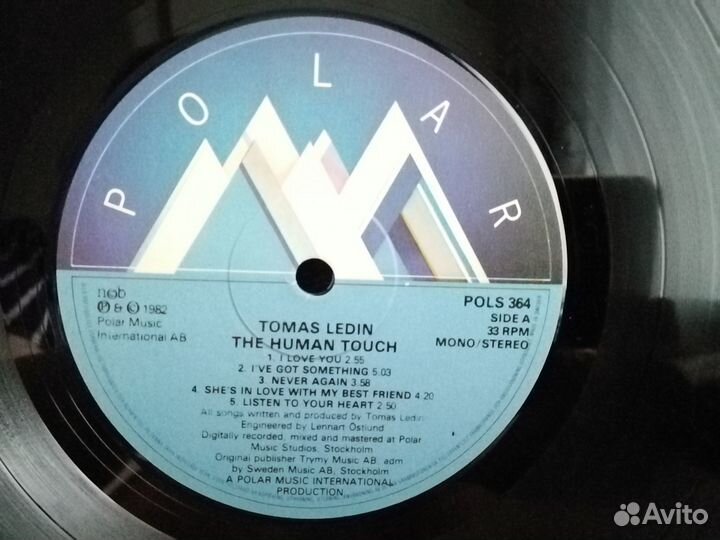 POLAR
ncb
℗ & © 1982
Polar Music
International AB
POLS 364
SIDE A
33 RPM
MONO/STEREO
TOMAS LEDIN
THE HUMAN TOUCH
1. I LOVE YOU 2.55
2. I'VE GOT SOMETHING 5.03
3. NEVER AGAIN 3.58
4. SHE'S IN LOVE WITH MY BEST FRIEND 4.20
5. LISTEN TO YOUR HEART 2.50
All songs written and produced by Tomas Ledin
Engineered by Lennart Östlund
Digitally recorded, mixed and mastered at Polar
Music Studios, Stockholm
Original publisher Trymy Music AB, adm
by Sweden Music AB, Stockholm
A POLAR MUSIC INTERNATIONAL
PRODUCTION.
Avito